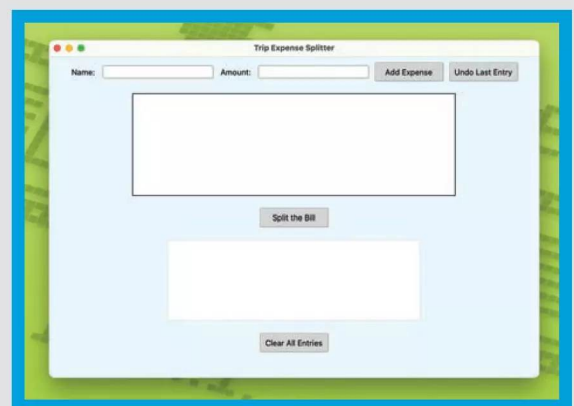 Trip Expense Splitter
Name: Amount: Add Expense Undo Last Entry
Split the Bill
Clear All Entries